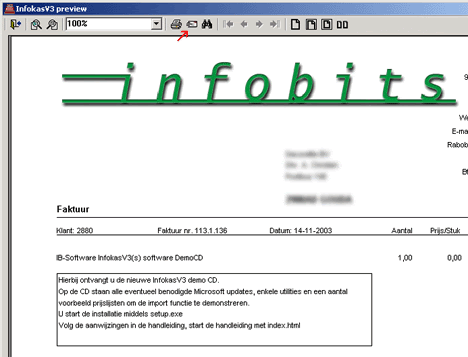 InfokasV3 preview
100%
infobits
9
We
E-ma
Rabob
Bt
Faktuur
Klant: 2880 Faktuur nr. 113.1.136 Datum: 14-11-2003 Aantal Prijs/Stuk
IB-Software InfokasV3(s) software DemoCD 1,00 0,00
Hierbij ontvangt u de nieuwe InfokasV3 demo CD.
Op de CD staan alle eventueel benodigde Microsoft updates, enkele utilities en een aantal
voorbeeld prijslijsten om de import functie te demonstreren.
U start de installatie middels setup.exe
Volg de aanwijzingen in de handleiding, start de handleiding met index.html